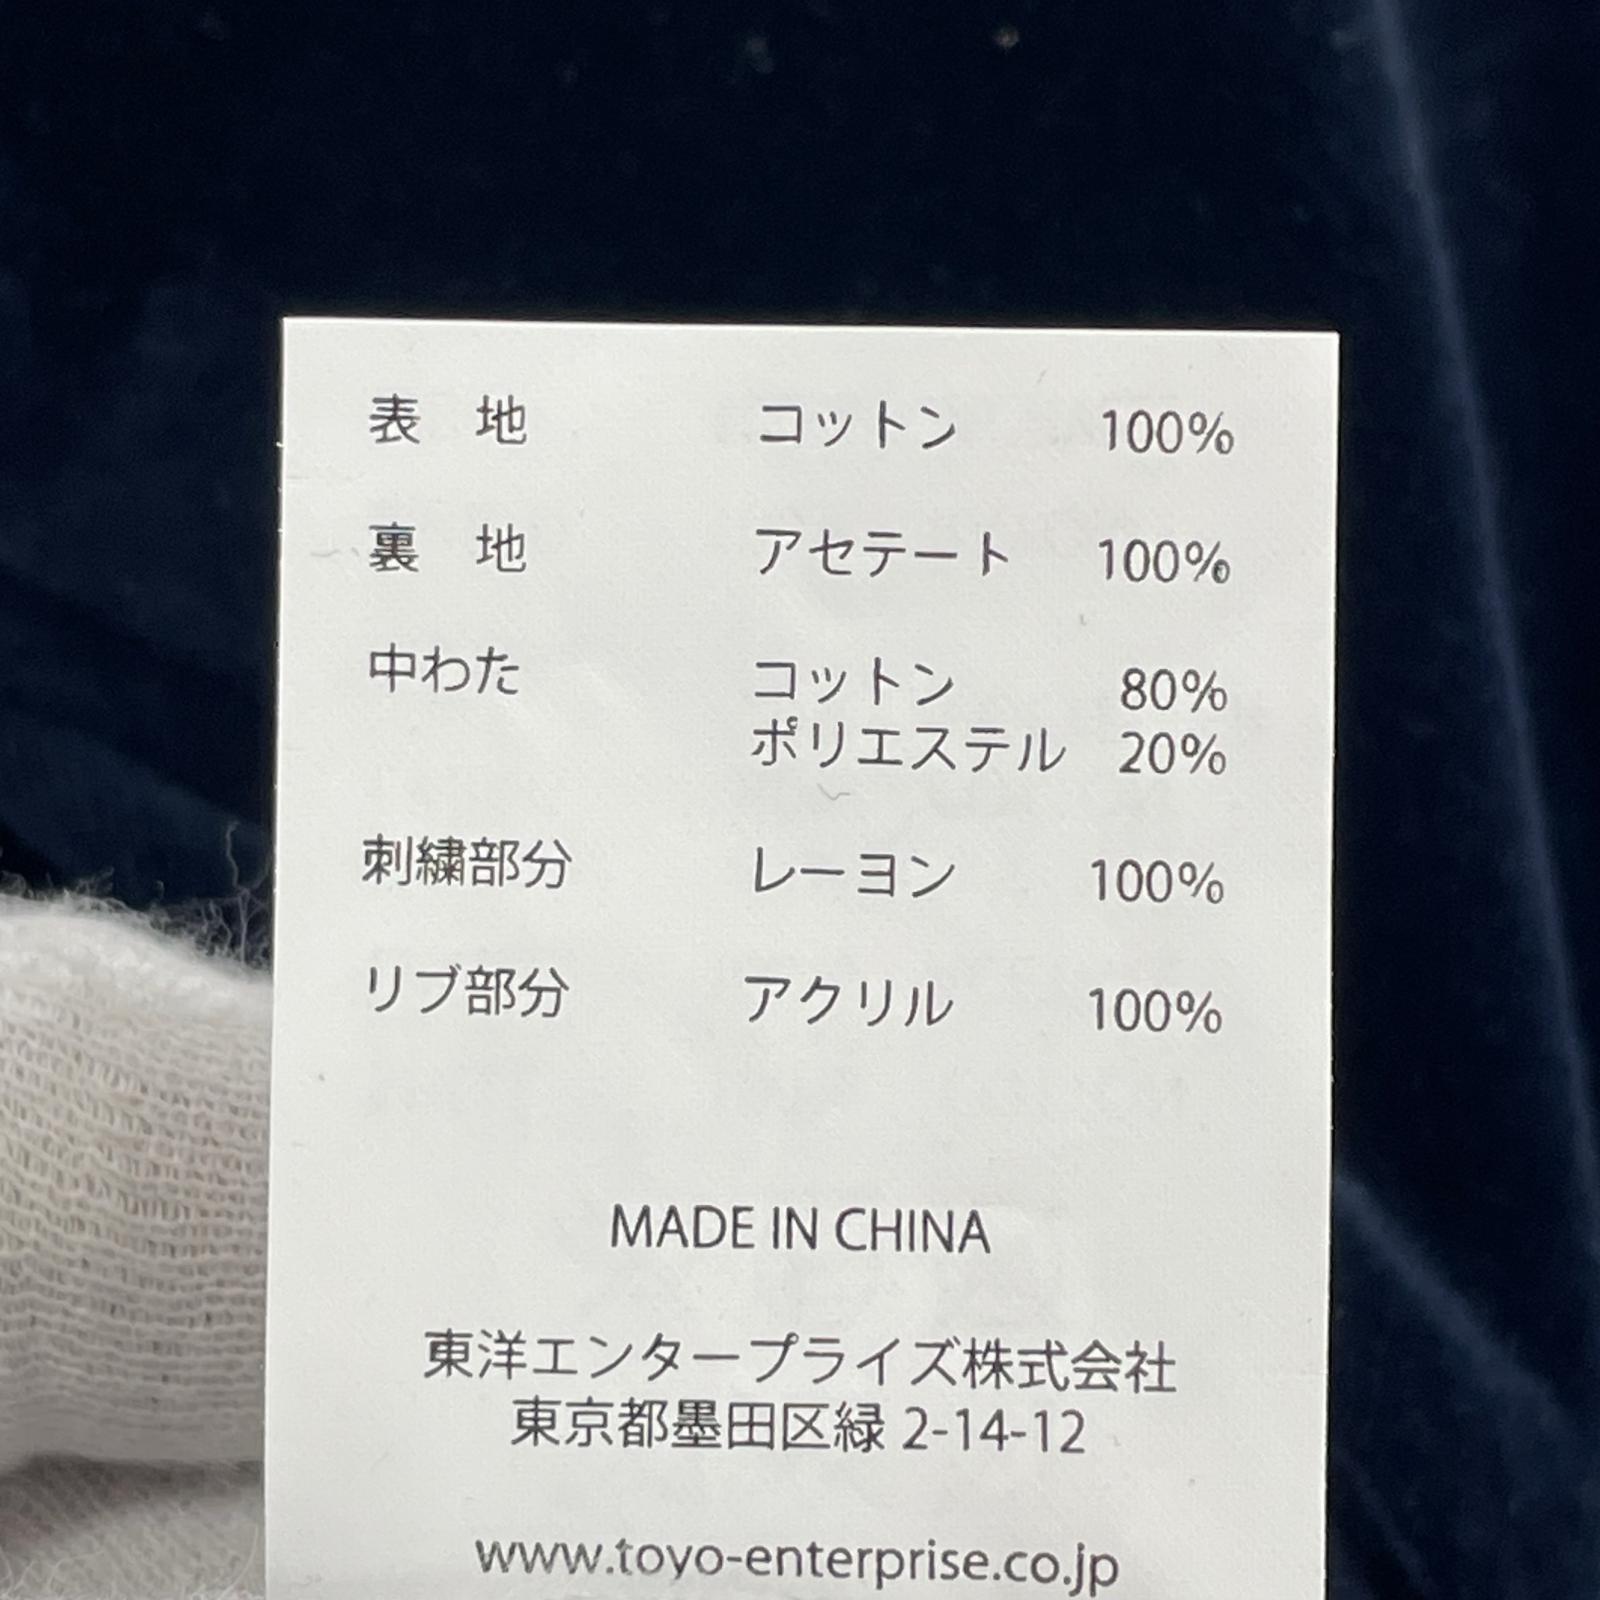 表　地 コットン 100%
裏　地 アセテート 100%
中わた コットン 80%
ポリエステル 20%
刺繍部分 レーヨン 100%
リブ部分 アクリル 100%
MADE IN CHINA
東洋エンタープライズ株式会社
東京都墨田区緑 2-14-12
www.toyo-enterprise.co.jp